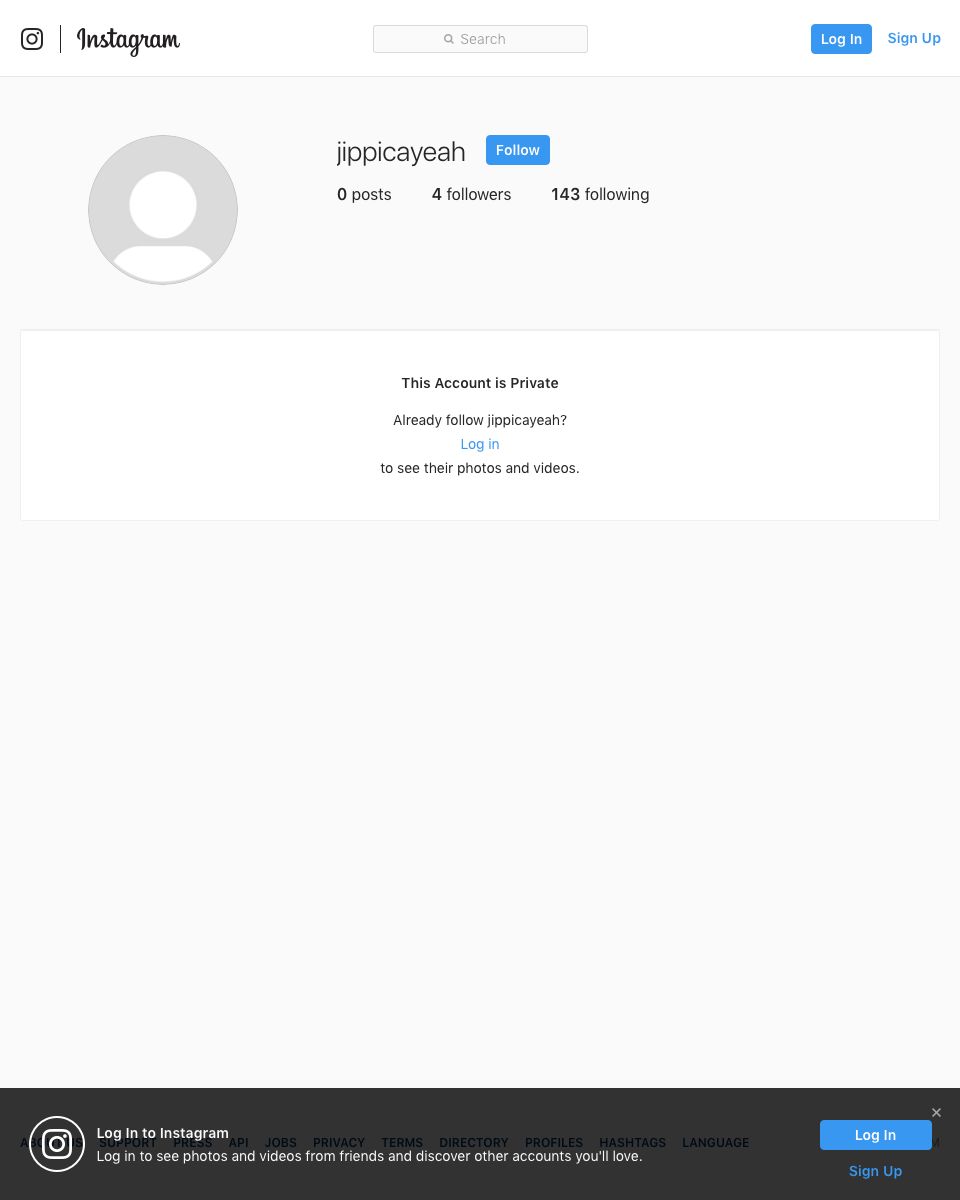 Instagram
Search
Log In
Sign Up
jippicayeah
Follow
0 posts
4 followers
143 following
This Account is Private
Already follow jippicayeah?
Log in
to see their photos and videos.
SUPPORT PRESS API JOBS PRIVACY TERMS DIRECTORY PROFILES HASHTAGS LANGUAGE
Log In to Instagram
Log in to see photos and videos from friends and discover other accounts you'll love.
Log In
Sign Up